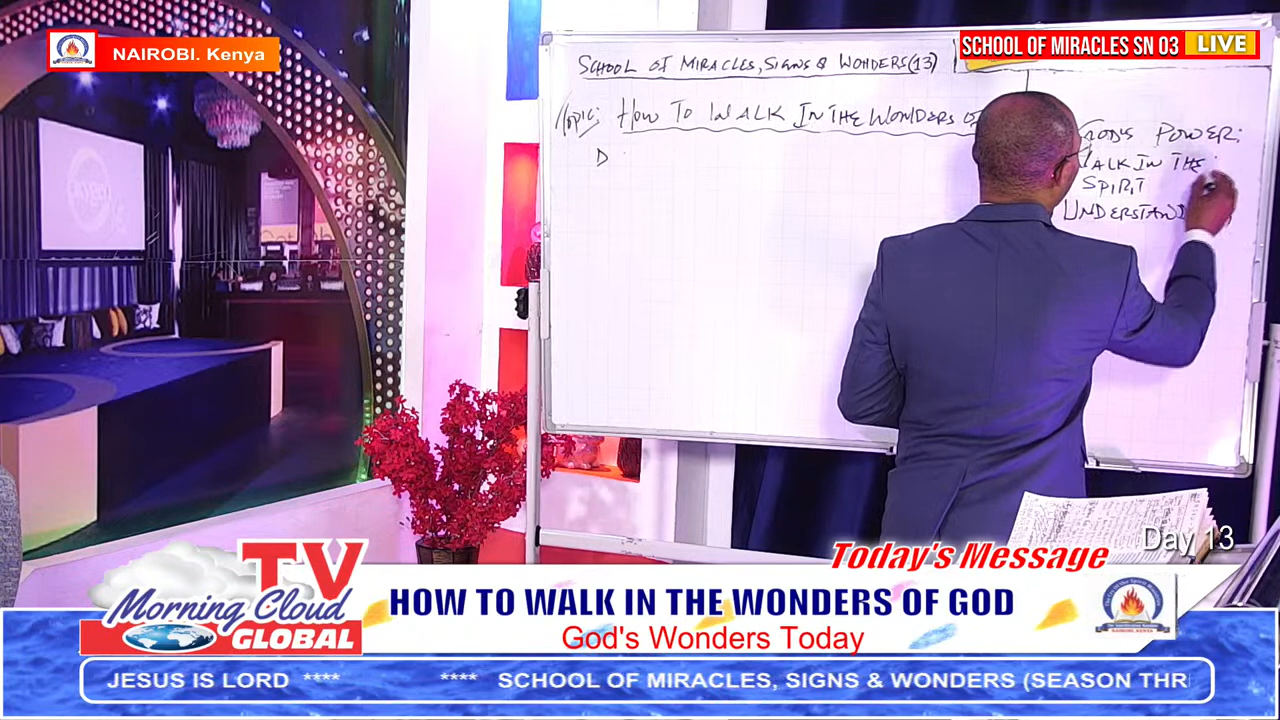 NAIROBI. Kenya
SCHOOL OF MIRACLES SN 03
LIVE
SCHOOL OF MIRACLES, SIGNS & WONDERS (13)
Topic: HOW TO WALK IN THE WONDERS OF
GOD'S POWER:
WALK IN THE
SPIRIT
UNDERSTAND
Day 13
Today's Message
TV
Morning Cloud
GLOBAL
HOW TO WALK IN THE WONDERS OF GOD
God's Wonders Today
NAIROBI, KENYA
JESUS IS LORD **** **** SCHOOL OF MIRACLES, SIGNS & WONDERS (SEASON THR